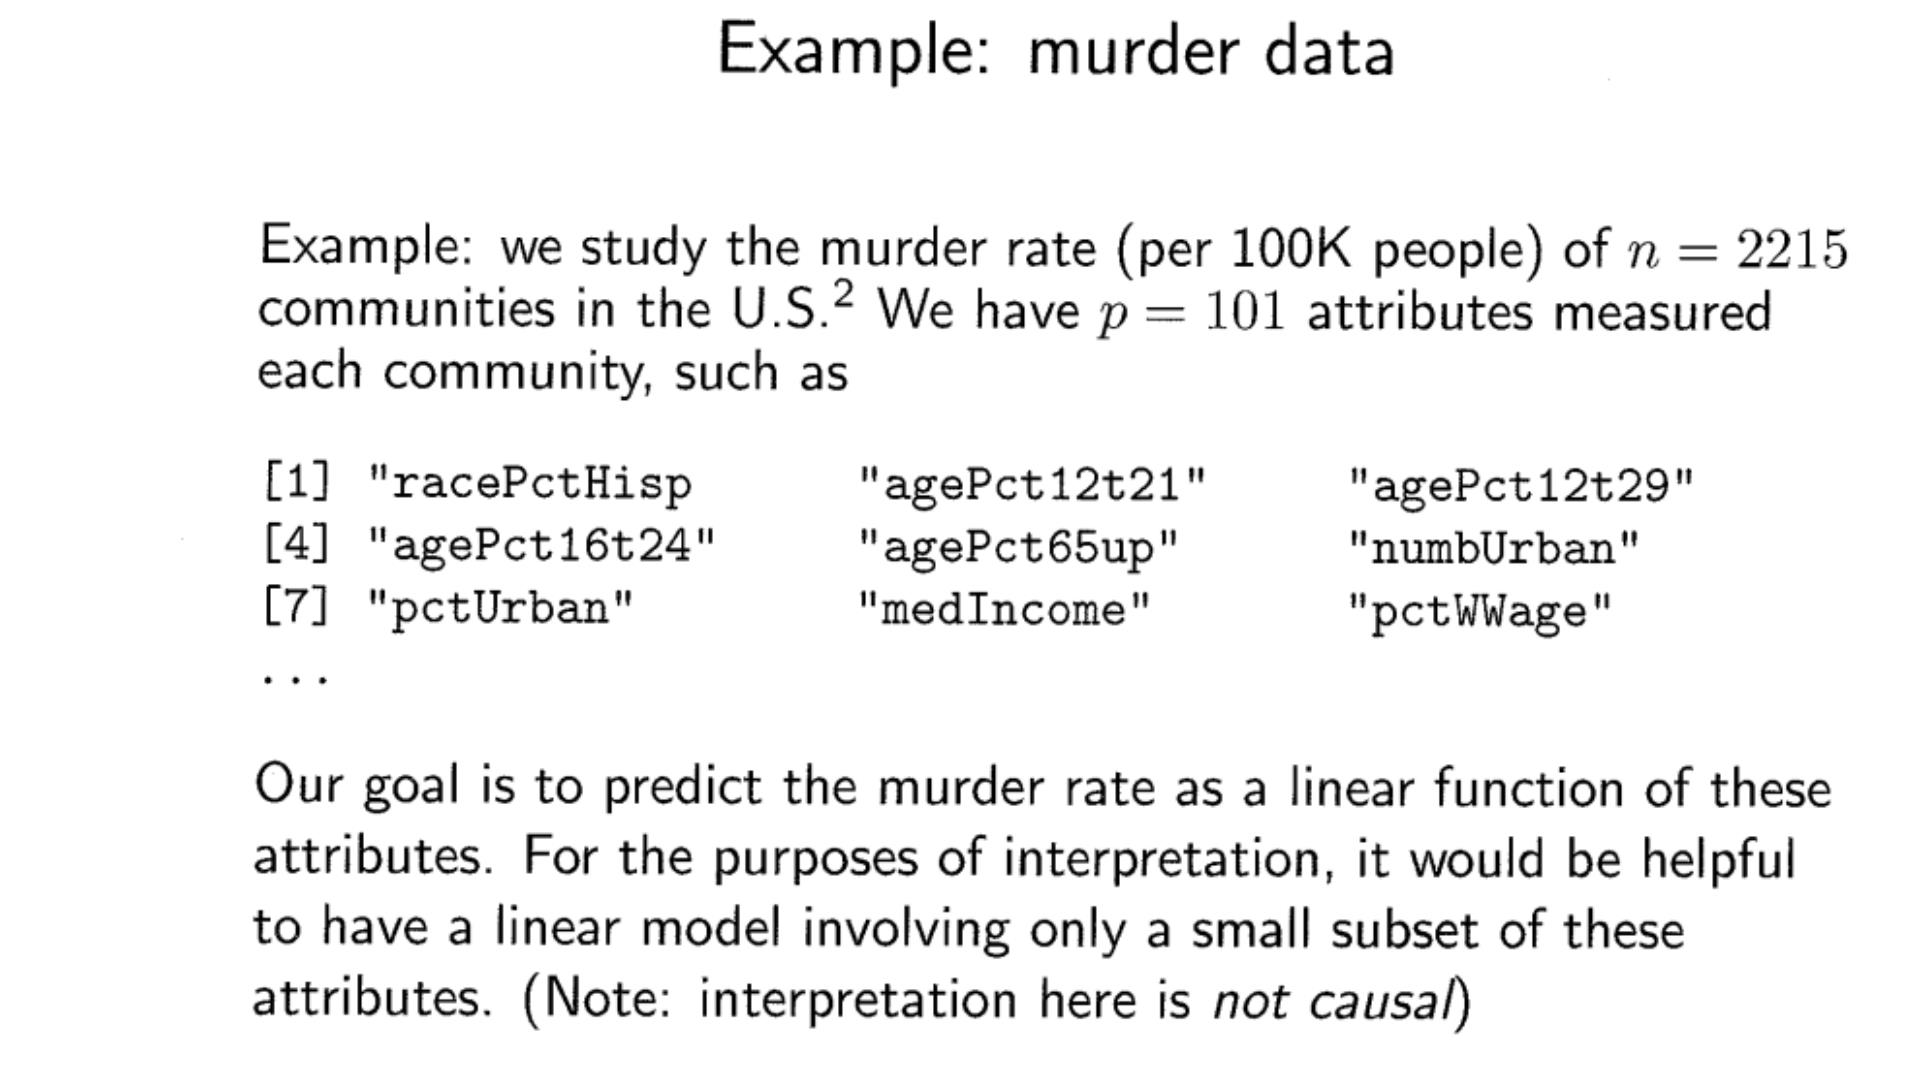 Example: murder data
Example: we study the murder rate (per 100K people) of n = 2215
communities in the U.S.² We have p = 101 attributes measured
each community, such as
[1] "racePctHisp "agePct12t21" "agePct12t29"
[4] "agePct16t24" "agePct65up" "numbUrban"
[7] "pctUrban" "medIncome" "pctWWage"
...
Our goal is to predict the murder rate as a linear function of these
attributes. For the purposes of interpretation, it would be helpful
to have a linear model involving only a small subset of these
attributes. (Note: interpretation here is not causal)